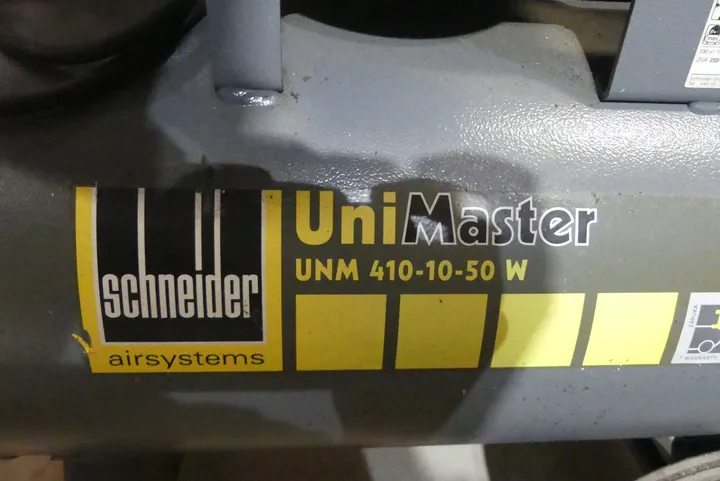 schneider
airsystems
UniMaster
UNM 410-10-50 W